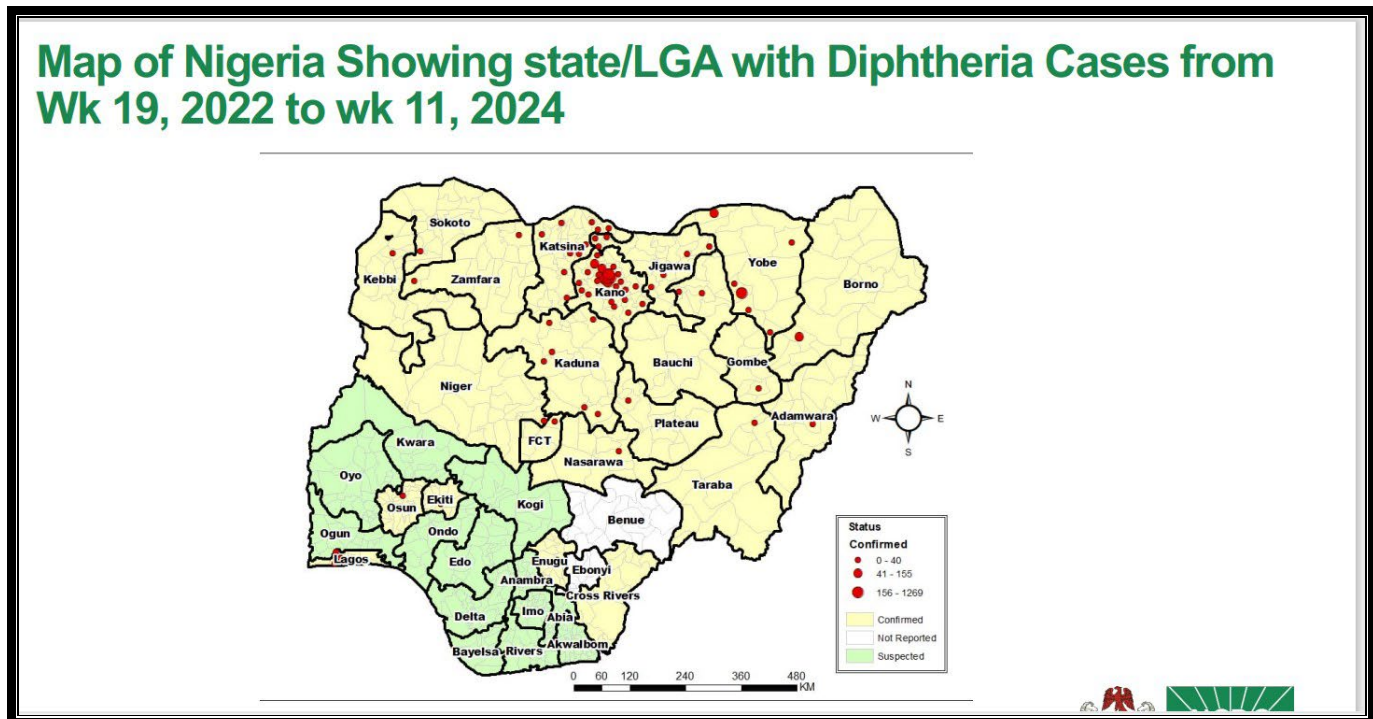 Map of Nigeria Showing state/LGA with Diphtheria Cases from
Wk 19, 2022 to wk 11, 2024
Sokoto
Katsina
Kebbi
Zamfara
Kano
Jigawa
Yobe
Borno
Kaduna
Bauchi
Gombe
Niger
Adamwara
Plateau
FCT
Nasarawa
Taraba
Kwara
Oyo
Osun
Ekiti
Kogi
Benue
Ogun
Ondo
Lagos
Edo
Enugu
Ebonyi
Anambra
Cross Rivers
Delta
Imo
Abia
Bayelsa
Rivers
Akwalbom
N
W
E
S
Status
Confirmed
0 - 40
41 - 155
156 - 1269
Confirmed
Not Reported
Suspected
0 60 120 240 360 480
KM